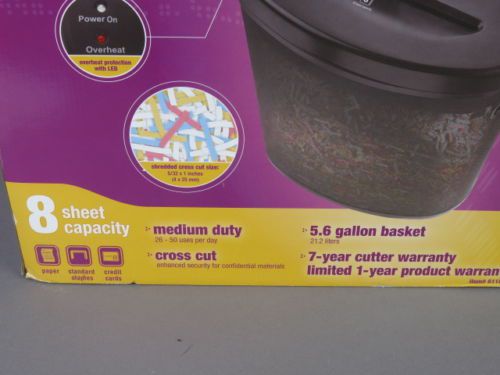 Power On
Overheat
overheat protection
with LED
shredded cross cut size:
5/32 x 1 inches
(4 x 25 mm)
8 sheet
capacity
paper
standard
staples
credit
cards
medium duty
26 - 50 uses per day
cross cut
enhanced security for confidential materials
5.6 gallon basket
21.2 liters
7-year cutter warranty
limited 1-year product warran
item#